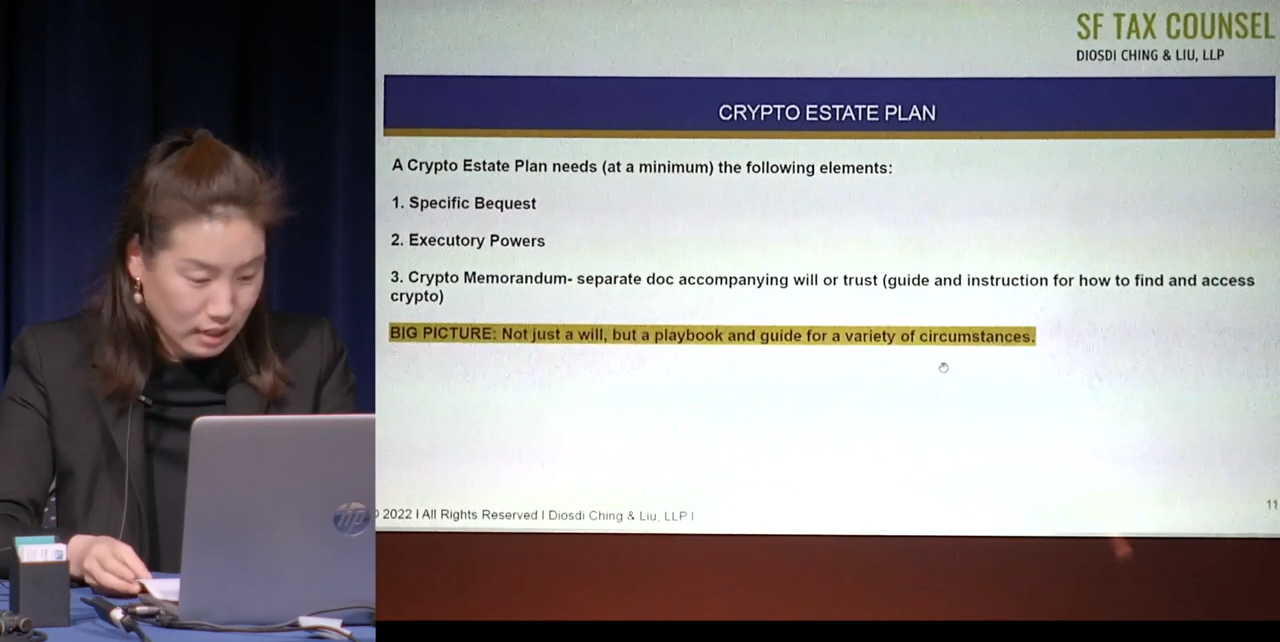 SF TAX COUNSEL
DIOSDI CHING & LIU, LLP
CRYPTO ESTATE PLAN
A Crypto Estate Plan needs (at a minimum) the following elements:
1. Specific Bequest
2. Executory Powers
3. Crypto Memorandum- separate doc accompanying will or trust (guide and instruction for how to find and access
crypto)
BIG PICTURE: Not just a will, but a playbook and guide for a variety of circumstances.
hp
© 2022 I All Rights Reserved I Diosdi Ching & Liu, LLP I
11